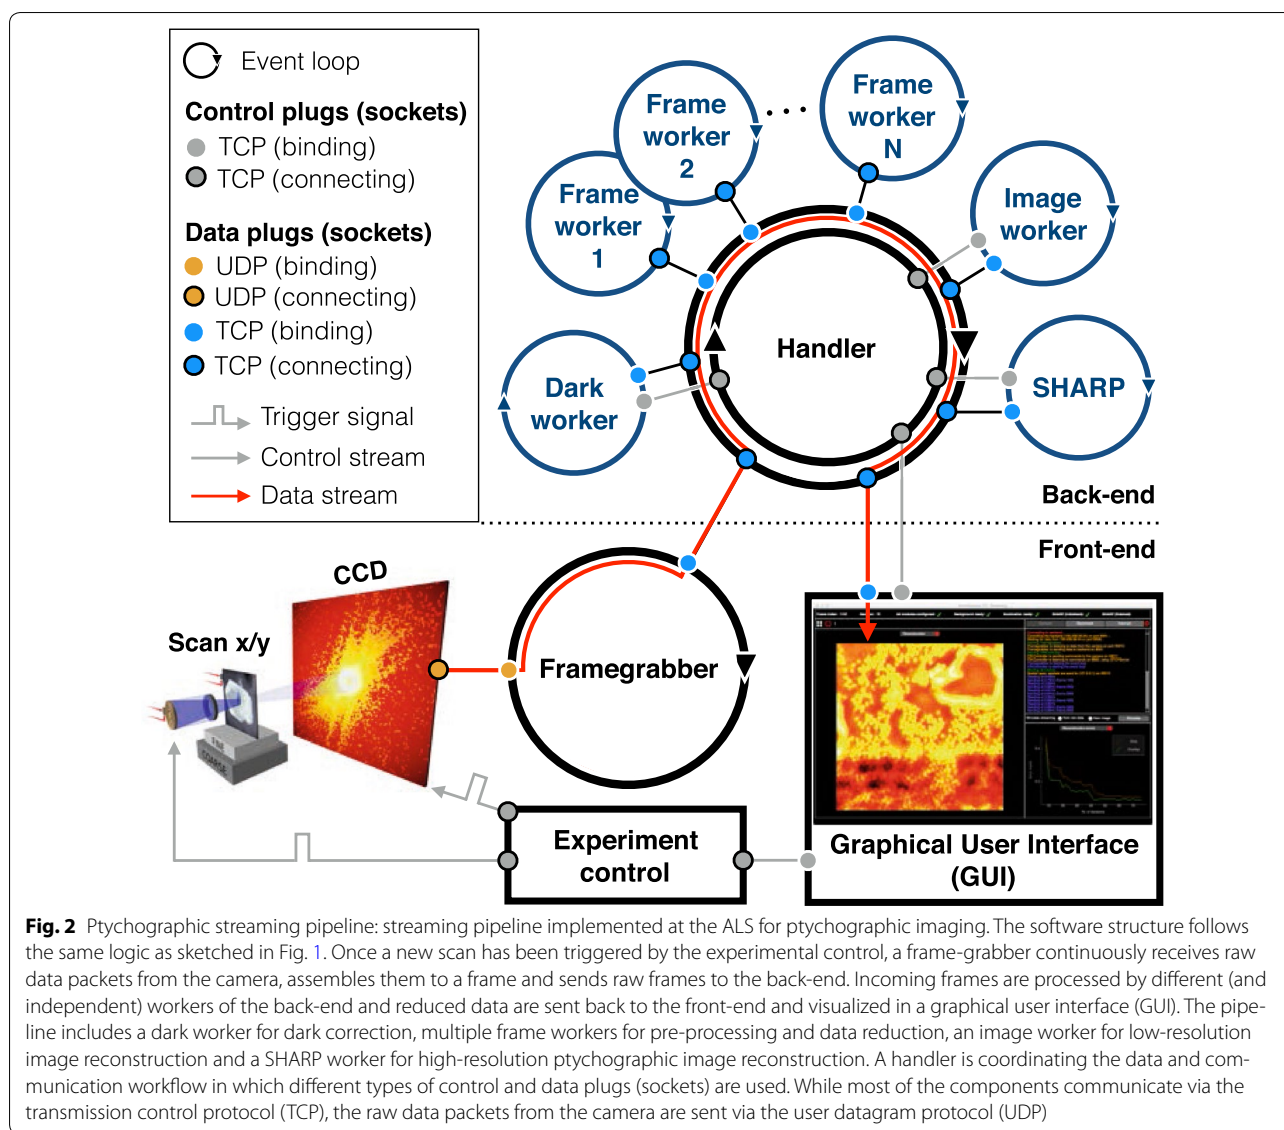 Event loop
Control plugs (sockets)
TCP (binding)
TCP (connecting)
Data plugs (sockets)
UDP (binding)
UDP (connecting)
TCP (binding)
TCP (connecting)
Trigger signal
Control stream
Data stream
Frame
worker
1
Frame
worker
2
. . .
Frame
worker
N
Image
worker
Handler
Dark
worker
SHARP
Back-end
Front-end
CCD
Scan x/y
FINE
COARSE
Framegrabber
Experiment
control
Graphical User Interface
(GUI)
Fig. 2 Ptychographic streaming pipeline: streaming pipeline implemented at the ALS for ptychographic imaging. The software structure follows
the same logic as sketched in Fig. 1. Once a new scan has been triggered by the experimental control, a frame-grabber continuously receives raw
data packets from the camera, assembles them to a frame and sends raw frames to the back-end. Incoming frames are processed by different (and
independent) workers of the back-end and reduced data are sent back to the front-end and visualized in a graphical user interface (GUI). The pipe-
line includes a dark worker for dark correction, multiple frame workers for pre-processing and data reduction, an image worker for low-resolution
image reconstruction and a SHARP worker for high-resolution ptychographic image reconstruction. A handler is coordinating the data and com-
munication workflow in which different types of control and data plugs (sockets) are used. While most of the components communicate via the
transmission control protocol (TCP), the raw data packets from the camera are sent via the user datagram protocol (UDP)